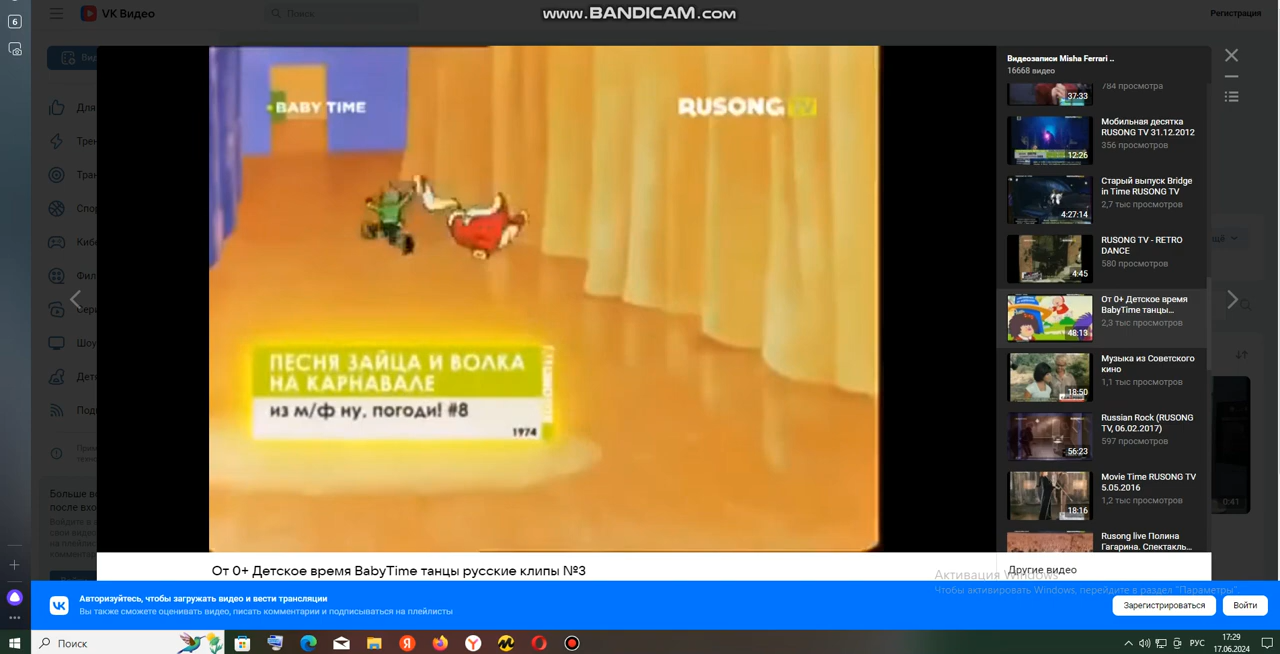 6
VK Видео
Поиск
www.BANDICAM.com
Регистрация
Видеозаписи Misha Ferrari ..
16668 видео
BABY TIME
RUSONG TV
784 просмотра
37:33
Мобильная десятка
RUSONG TV 31.12.2012
356 просмотров
12:26
Старый выпуск Bridge
in Time RUSONG TV
2,7 тыс просмотров
4:27:14
RUSONG TV - RETRO
DANCE
580 просмотров
4:45
От 0+ Детское время
BabyTime танцы...
2,3 тыс просмотров
48:13
Музыка из Советского
кино
1,1 тыс просмотров
18:50
Russian Rock (RUSONG
TV, 06.02.2017)
597 просмотров
56:23
Movie Time RUSONG TV
5.05.2016
1,2 тыс просмотров
18:16
Rusong live Полина
Гагарина. Спектакль...
Другие видео
0:41
ПЕСНЯ ЗАЙЦА И ВОЛКА
НА КАРНАВАЛЕ
из м/ф ну, погоди! #8
1974
Больше в
после вхо
От 0+ Детское время BabyTime танцы русские клипы №3
Активация Windows
Чтобы активировать Windows, перейдите в раздел "Параметры".
Авторизуйтесь, чтобы загружать видео и вести трансляции
Вы также сможете оценивать видео, писать комментарии и подписываться на плейлисты
Зарегистрироваться
Войти
Поиск
РУС
17:29
17.06.2024